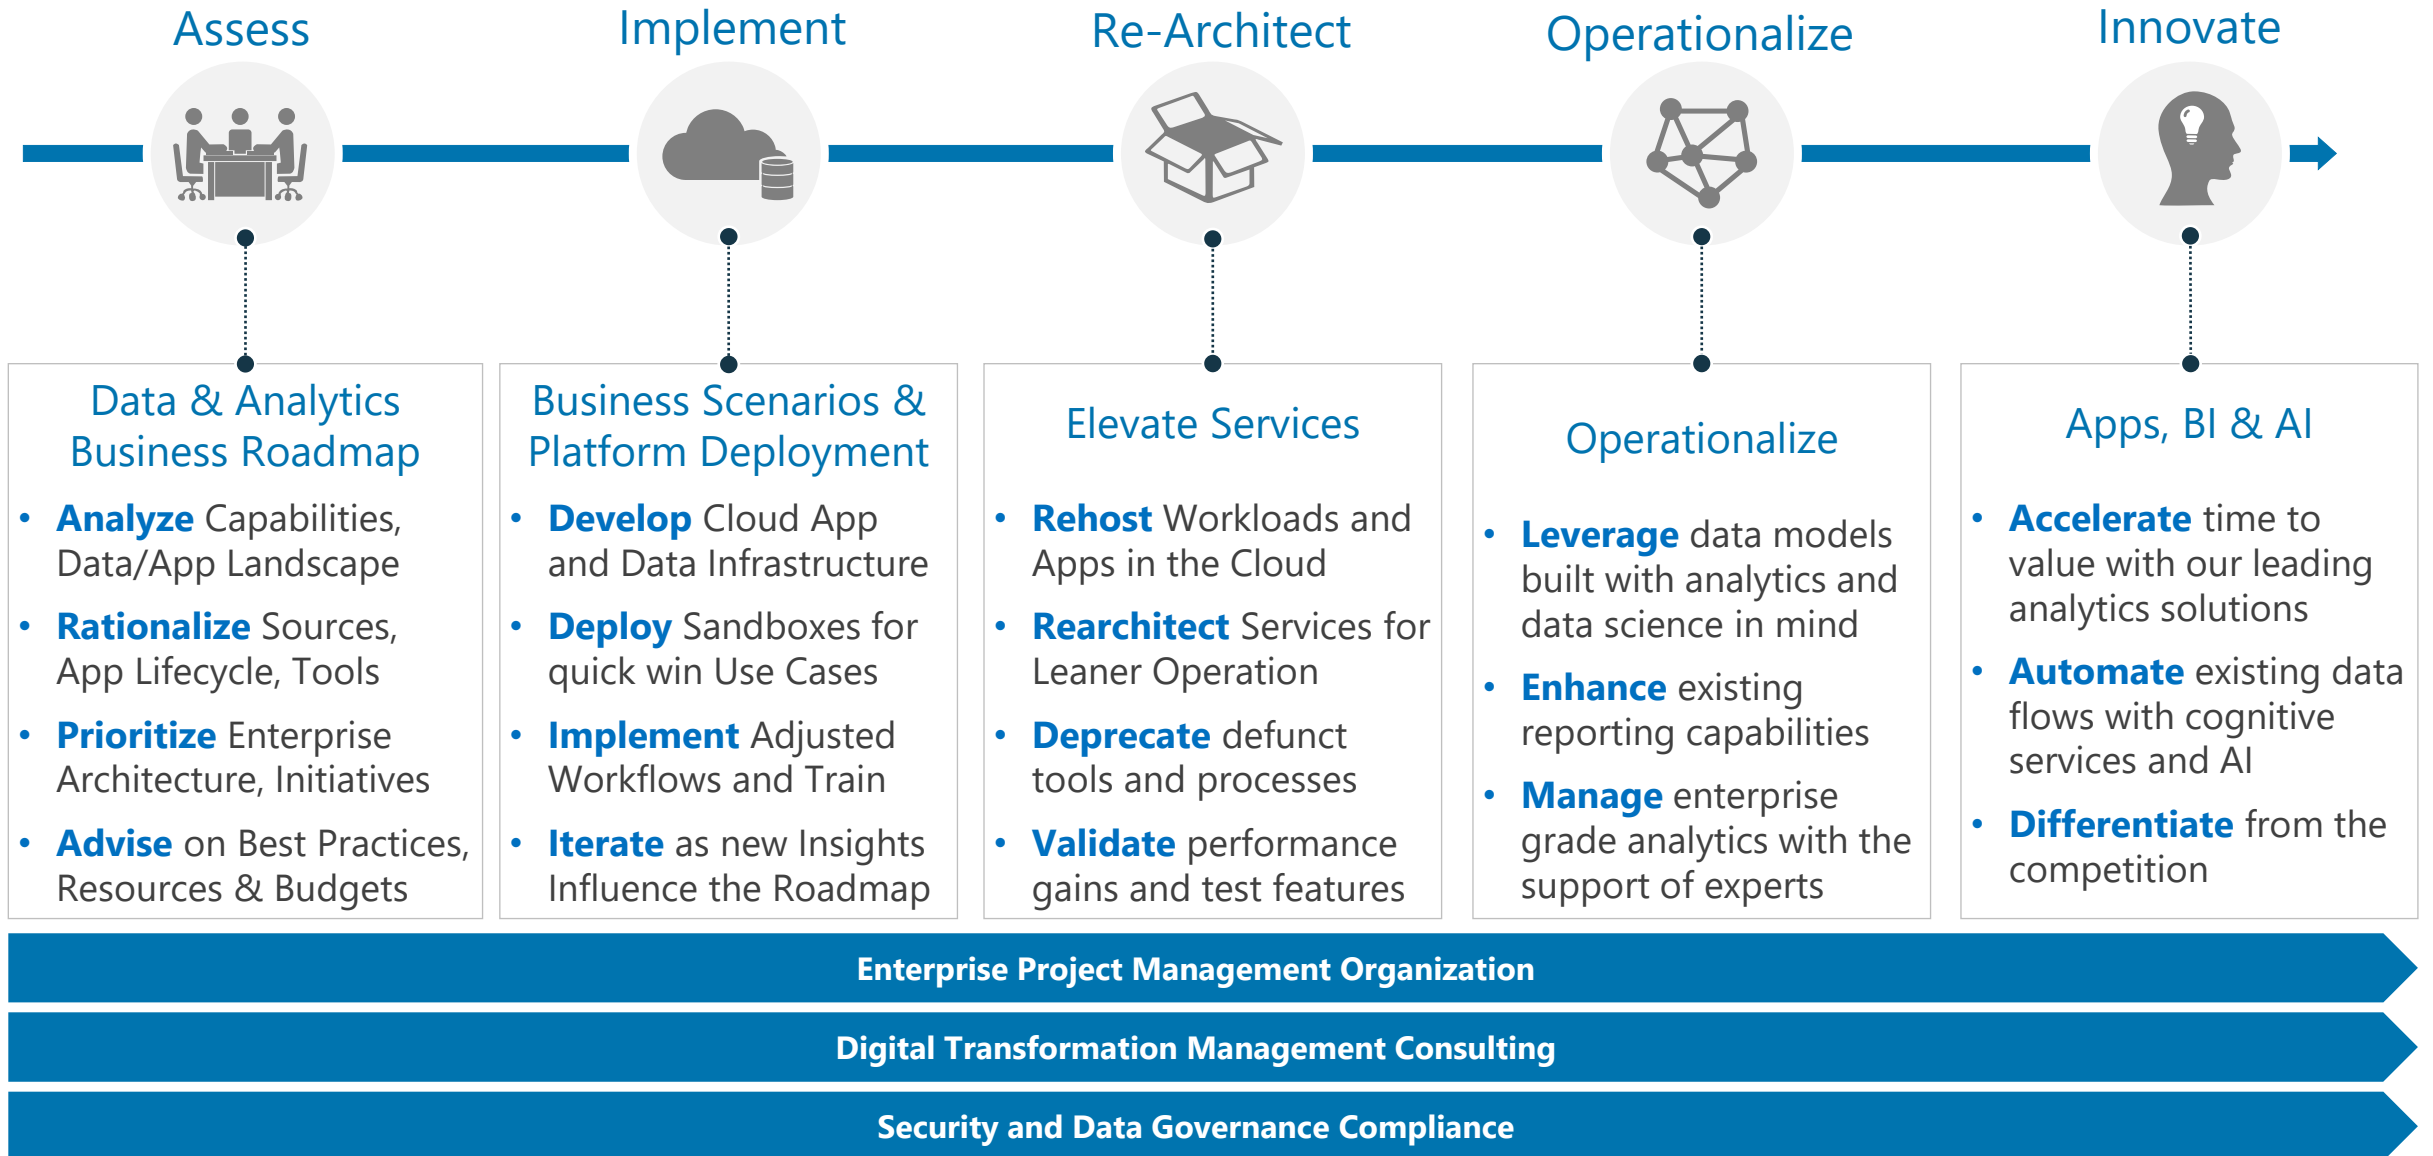 Assess
Implement
Re-Architect
Operationalize
Innovate
Data & Analytics
Business Roadmap
• Analyze Capabilities,
Data/App Landscape
• Rationalize Sources,
App Lifecycle, Tools
• Prioritize Enterprise
Architecture, Initiatives
• Advise on Best Practices,
Resources & Budgets
Business Scenarios &
Platform Deployment
• Develop Cloud App
and Data Infrastructure
• Deploy Sandboxes for
quick win Use Cases
• Implement Adjusted
Workflows and Train
• Iterate as new Insights
Influence the Roadmap
Elevate Services
• Rehost Workloads and
Apps in the Cloud
• Rearchitect Services for
Leaner Operation
• Deprecate defunct
tools and processes
• Validate performance
gains and test features
Operationalize
• Leverage data models
built with analytics and
data science in mind
• Enhance existing
reporting capabilities
• Manage enterprise
grade analytics with the
support of experts
Apps, BI & AI
• Accelerate time to
value with our leading
analytics solutions
• Automate existing data
flows with cognitive
services and AI
• Differentiate from the
competition
Enterprise Project Management Organization
Digital Transformation Management Consulting
Security and Data Governance Compliance